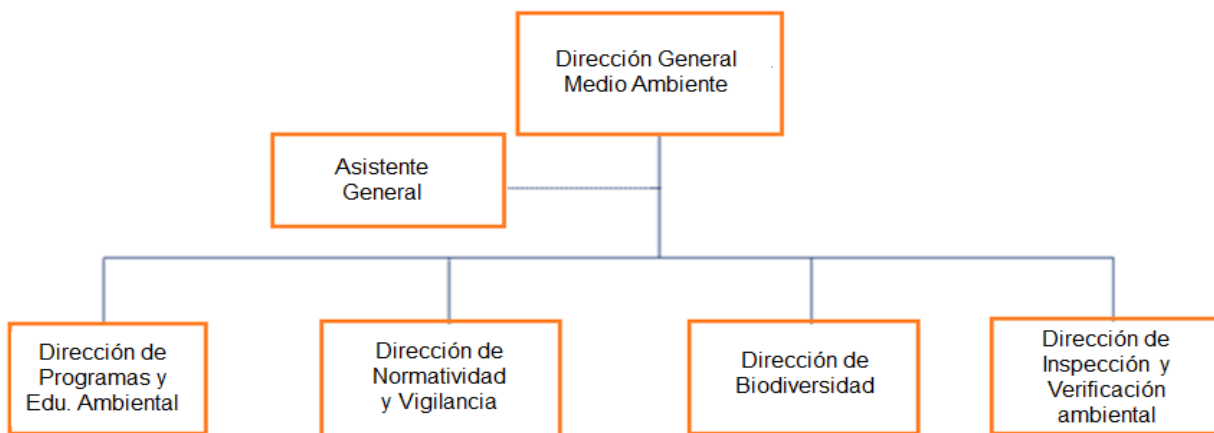 Dirección General
Medio Ambiente
Asistente
General
Dirección de
Programas y
Edu. Ambiental
Dirección de
Normatividad
y Vigilancia
Dirección de
Biodiversidad
Dirección de
Inspección y
Verificación
ambiental